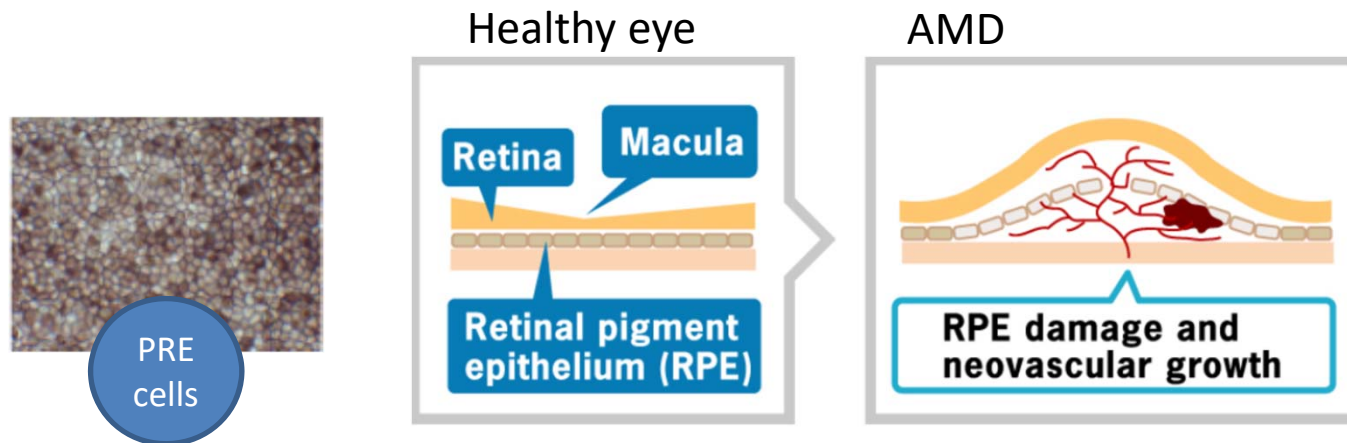 Healthy eye
AMD
Retina
Macula
Retinal pigment
epithelium (RPE)
RPE damage and
neovascular growth
PRE
cells